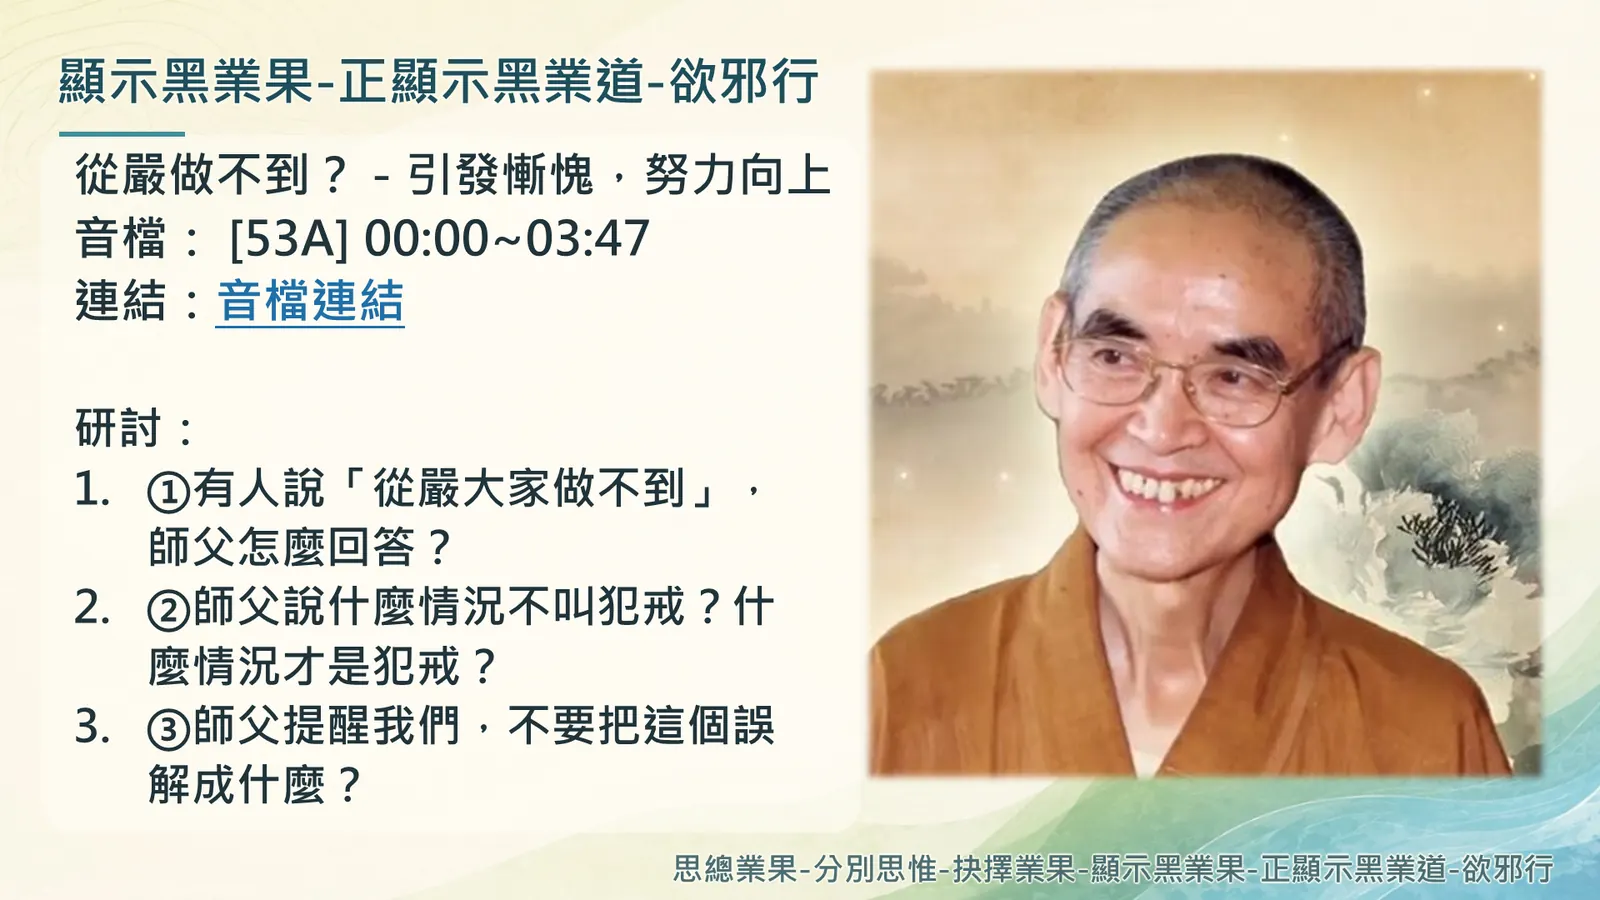 顯示黑業果-正顯示黑業道-欲邪行
從嚴做不到？ - 引發慚愧，努力向上
音檔： [53A] 00:00~03:47
連結：音檔連結
研討：
1. ①有人說「從嚴大家做不到」，
師父怎麼回答？
2. ②師父說什麼情況不叫犯戒？什
麼情況才是犯戒？
3. ③師父提醒我們，不要把這個誤
解成什麼？
思總業果-分別思惟-抉擇業果-顯示黑業果-正顯示黑業道-欲邪行